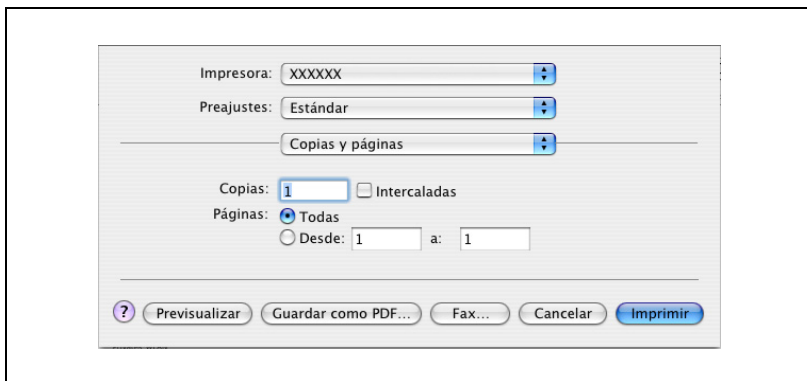 Impresora: XXXXXX
Preajustes: Estándar
Copias y páginas
Copias: 1 Intercaladas
Páginas: Todas
Desde: 1 a: 1
? Previsualizar Guardar como PDF... Fax... Cancelar Imprimir